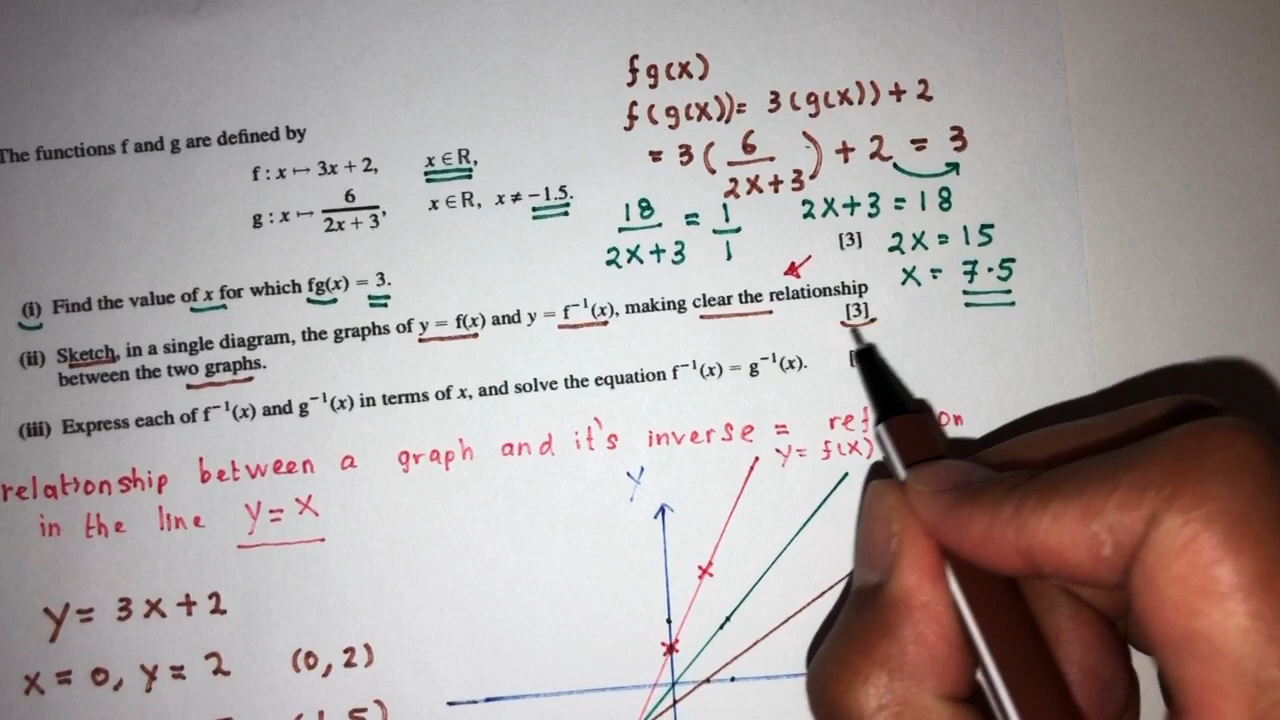 The functions f and g are defined by
f : x ↦ 3x + 2, x ∈ R,
g : x ↦ 6/(2x + 3), x ∈ R, x ≠ −1.5.
(i) Find the value of x for which fg(x) = 3. [3]
(ii) Sketch, in a single diagram, the graphs of y = f(x) and y = f⁻¹(x), making clear the relationship
between the two graphs. [3]
(iii) Express each of f⁻¹(x) and g⁻¹(x) in terms of x, and solve the equation f⁻¹(x) = g⁻¹(x). [
fg(x)
f(g(x)) = 3(g(x)) + 2
= 3(6/(2x+3)) + 2 = 3
18/(2x+3) = 1/1
2x+3 = 18
2x = 15
x = 7.5
relationship between a graph and it's inverse =
in the line y = x
y = f(x)
Y
y = 3x + 2
x = 0, y = 2 (0, 2)